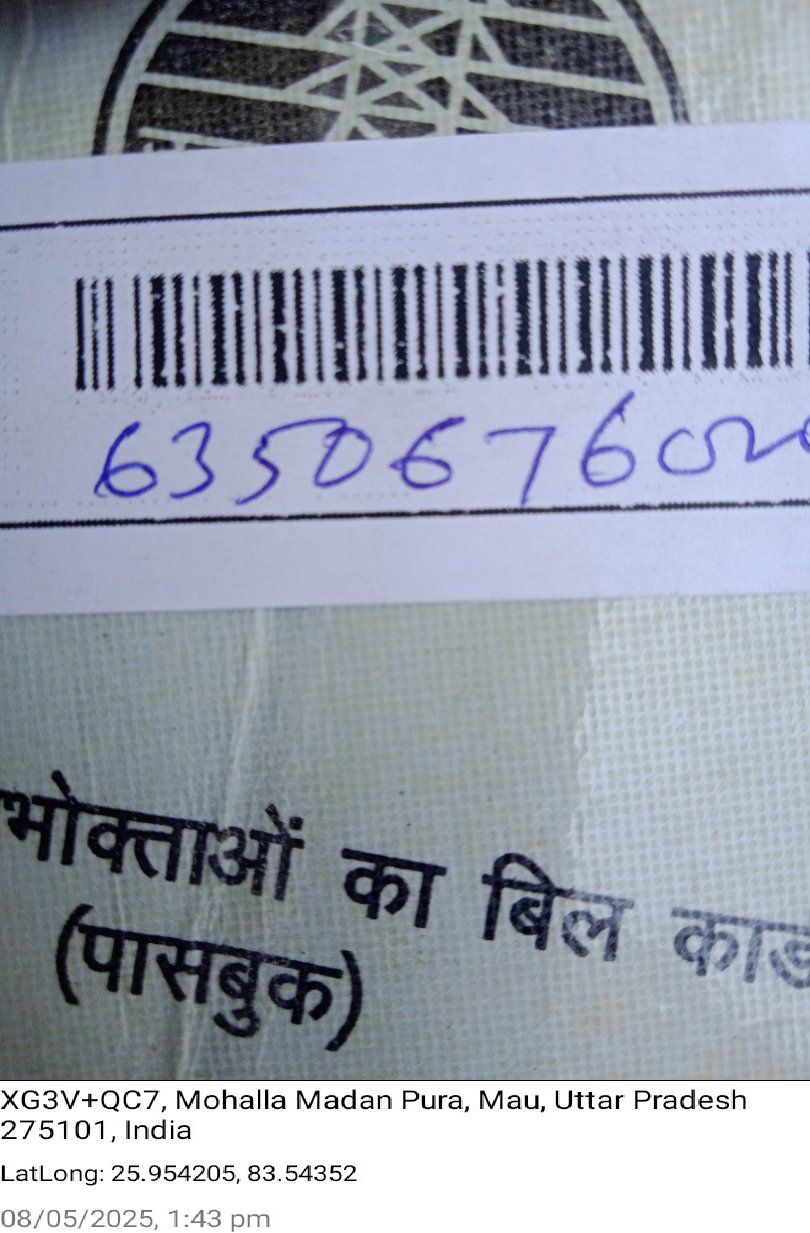 635067602
भोक्ताओं का बिल कार्ड
(पासबुक)
XG3V+QC7, Mohalla Madan Pura, Mau, Uttar Pradesh
275101, India
LatLong: 25.954205, 83.54352
08/05/2025, 1:43 pm